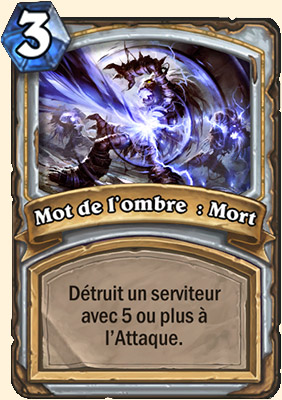 3
Mot de l'ombre : Mort
Détruit un serviteur
avec 5 ou plus à
l'Attaque.